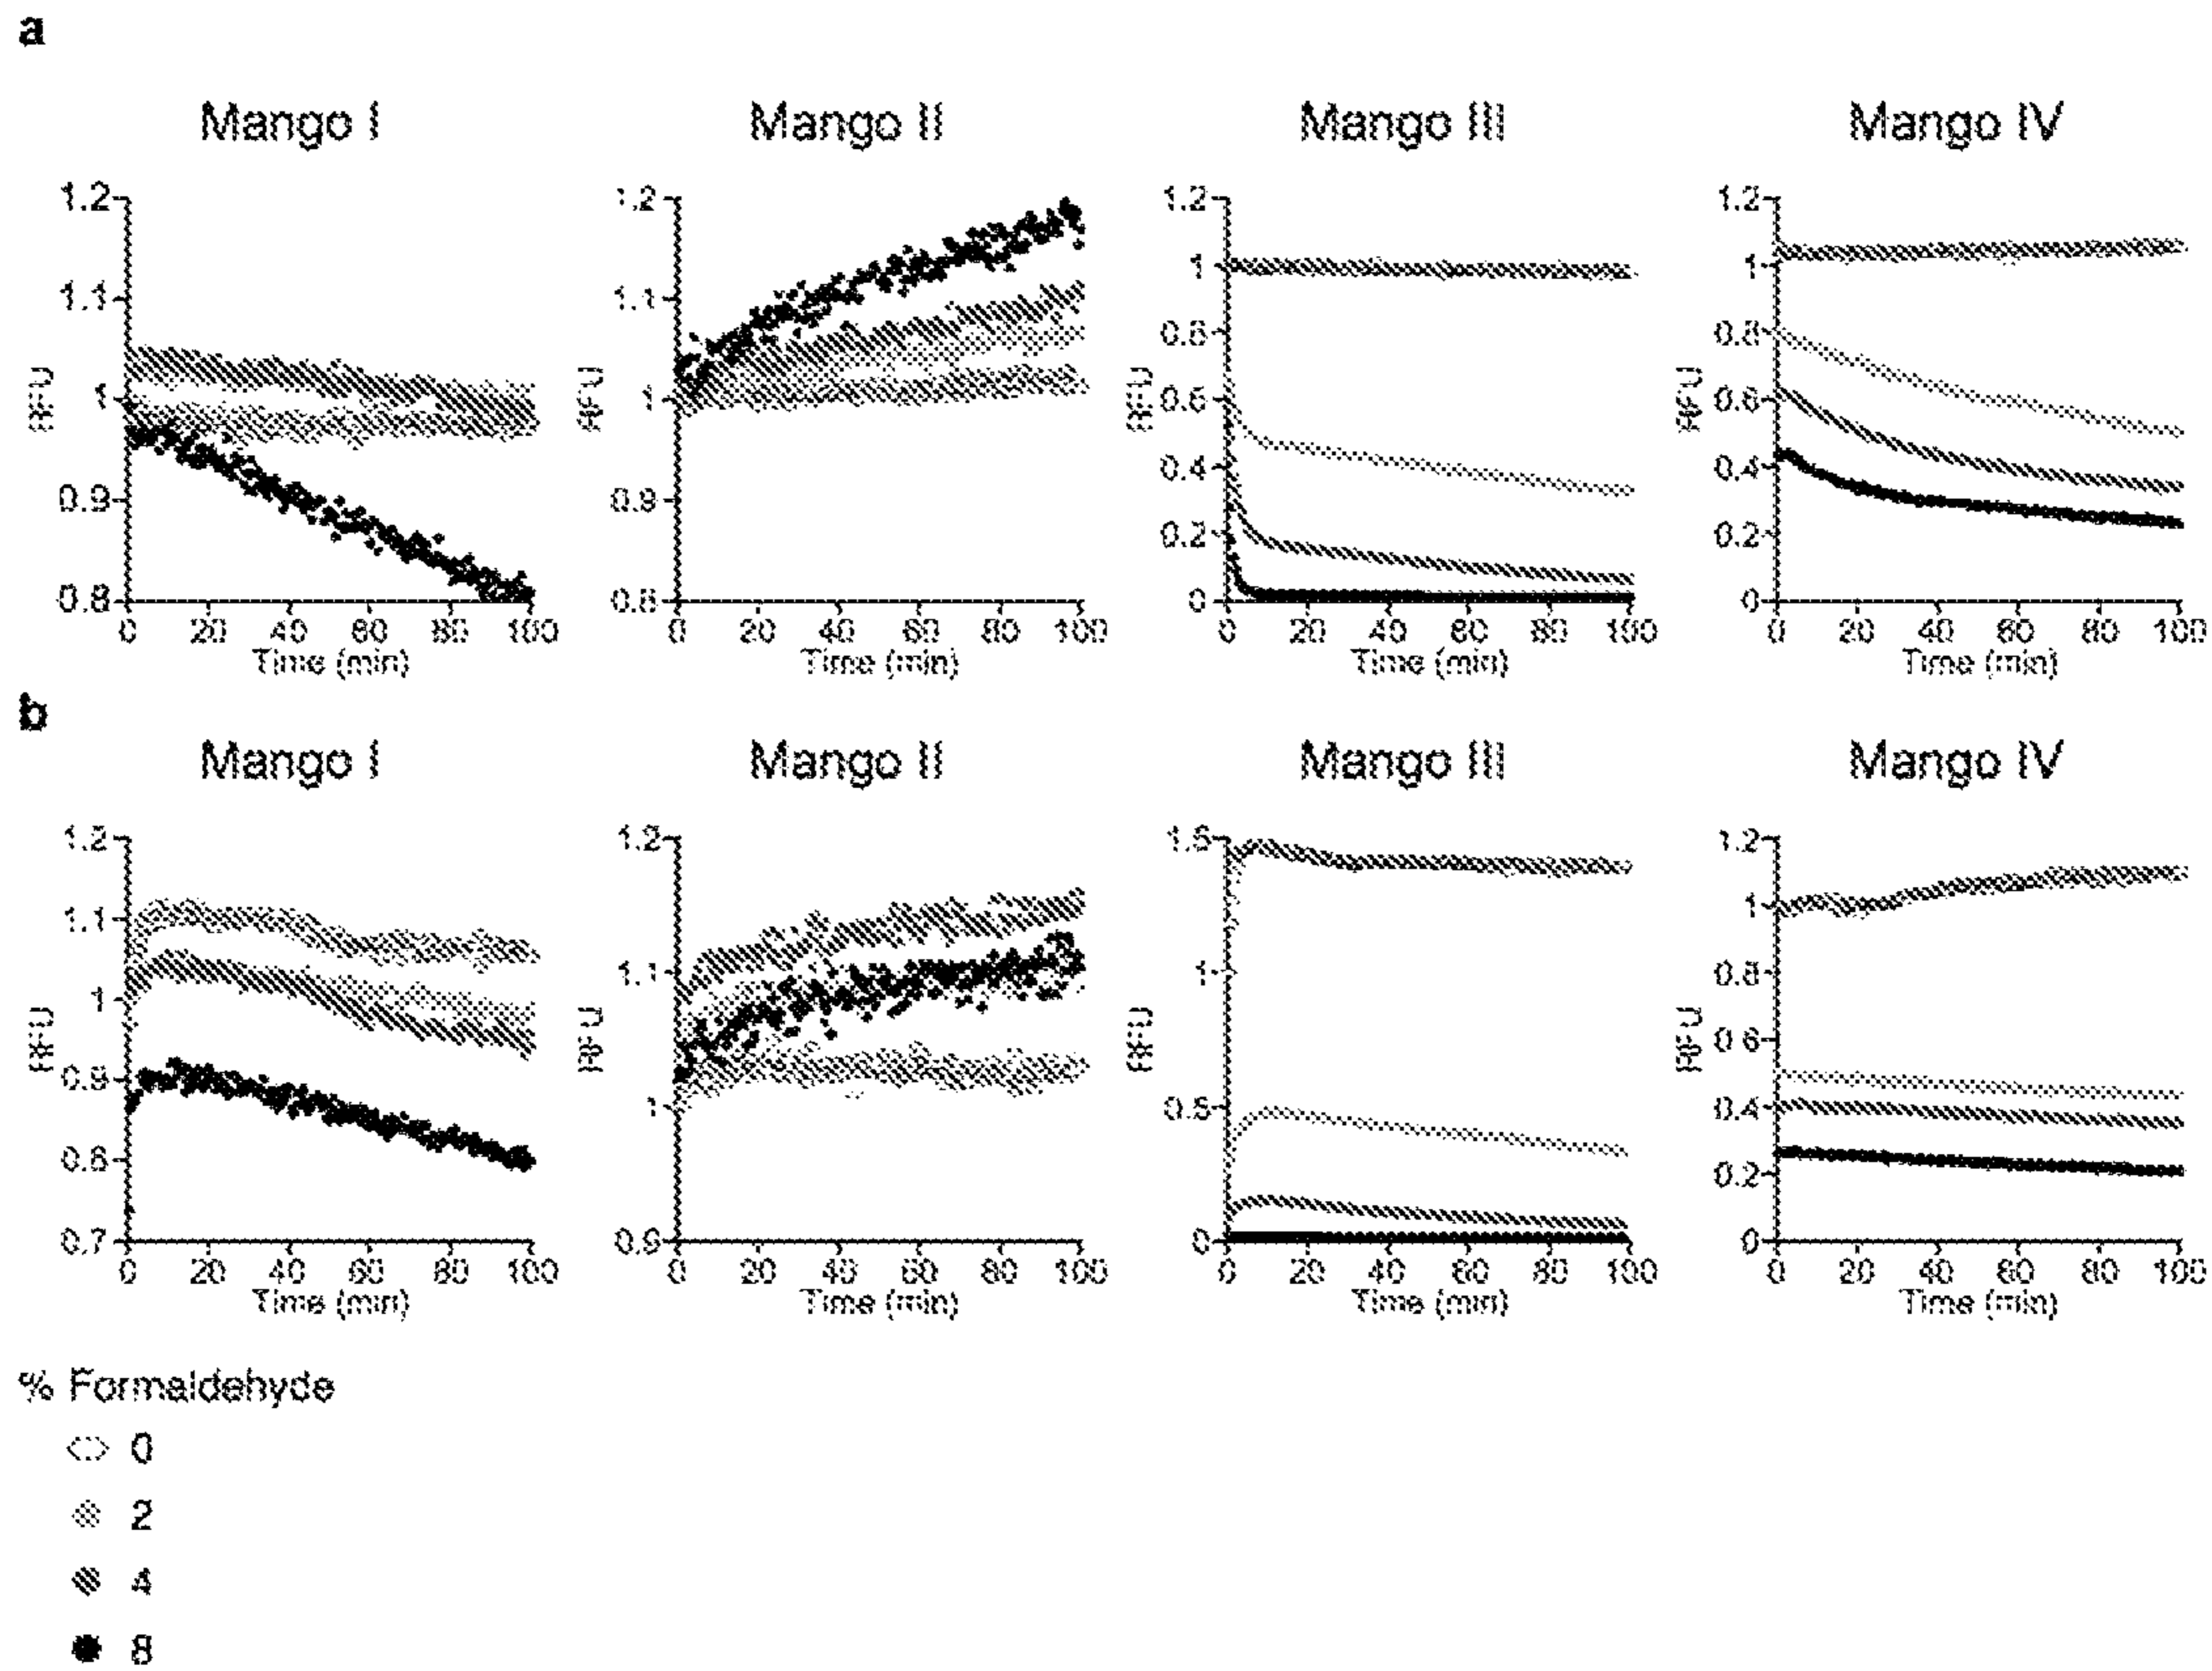 a
Mango I Mango II Mango III Mango IV
1.2 1.2 1.2 1.2
1.1 1.1 1 1
1 1 0.8 0.8
0.9 0.9 0.6 0.6
0.8 0.8 0.4 0.4
0.2 0.2
0 0
RFU RFU RFU RFU
0 20 40 60 80 100 0 20 40 60 80 100 0 20 40 60 80 100 0 20 40 60 80 100
Time (min) Time (min) Time (min) Time (min)
b
Mango I Mango II Mango III Mango IV
1.2 1.2 1.5 1.2
1.1 1.1 1 1
1 1 0.5 0.8
0.9 0.9 0 0.6
0.8 0.4
0.7 0.2
0
RFU RFU RFU RFU
0 20 40 60 80 100 0 20 40 60 80 100 0 20 40 60 80 100 0 20 40 60 80 100
Time (min) Time (min) Time (min) Time (min)
% Formaldehyde
0
2
4
8